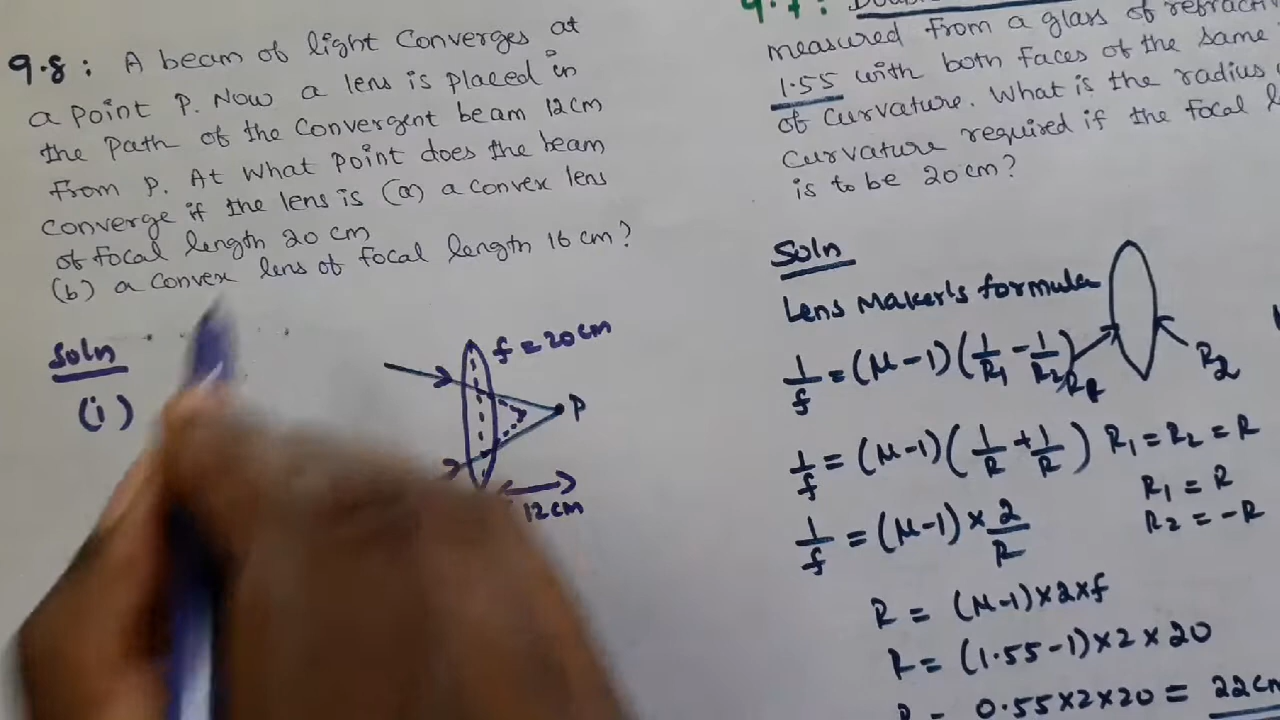 9.8: A beam of light Converges at
a point P. Now a lens is placed in
the path of the convergent beam 12cm
from P. At what point does the beam
converge if the lens is (a) a convex lens
of focal length 20 cm
(b) a convex lens of focal length 16 cm?
Soln
(i)
f = 20cm
P
12cm
9.7:
measured from a glass of
1.55 with both faces of the same
of curvature. What is the radius
curvature required if the focal
is to be 20cm?
Soln
Lens Maker's formula
1/f = (μ-1)(1/R1 - 1/R2)
R2
1/f = (μ-1)(1/R + 1/R) R1 = R2 = R
R1 = R
R2 = -R
1/f = (μ-1) × 2/R
R = (μ-1)×2×f
R = (1.55-1)×2×20
0.55×2×20 = 22cm